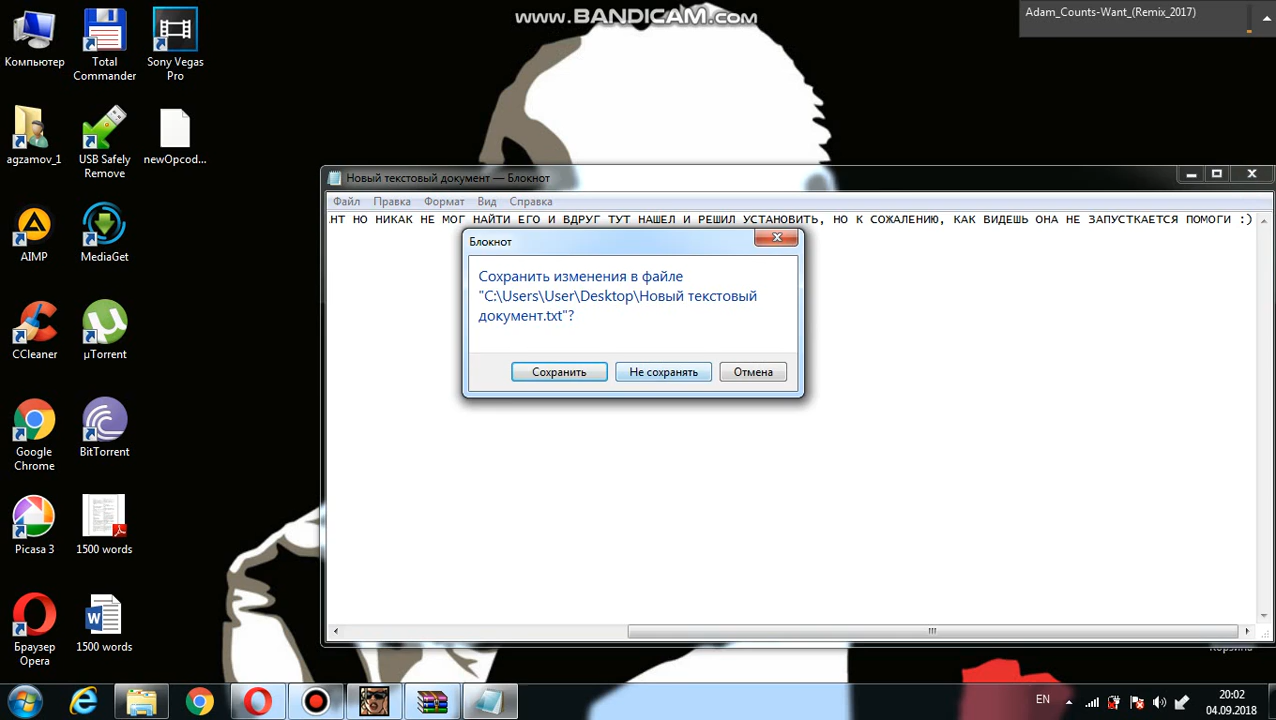 www.BANDICAM.com
Adam_Counts-Want_(Remix_2017)
Компьютер
Total Commander
Sony Vegas Pro
agzamov_1
USB Safely Remove
newOpcod...
AIMP
MediaGet
CCleaner
µTorrent
Google Chrome
BitTorrent
Picasa 3
1500 words
Браузер Opera
1500 words
Новый текстовый документ — Блокнот
Файл Правка Формат Вид Справка
НТ НО НИКАК НЕ МОГ НАЙТИ ЕГО И ВДРУГ ТУТ НАШЕЛ И РЕШИЛ УСТАНОВИТЬ, НО К СОЖАЛЕНИЮ, КАК ВИДЕШЬ ОНА НЕ ЗАПУСТКАЕТСЯ ПОМОГИ :)
Блокнот
Сохранить изменения в файле
"C:\Users\User\Desktop\Новый текстовый
документ.txt"?
Сохранить Не сохранять Отмена
EN
20:02
04.09.2018